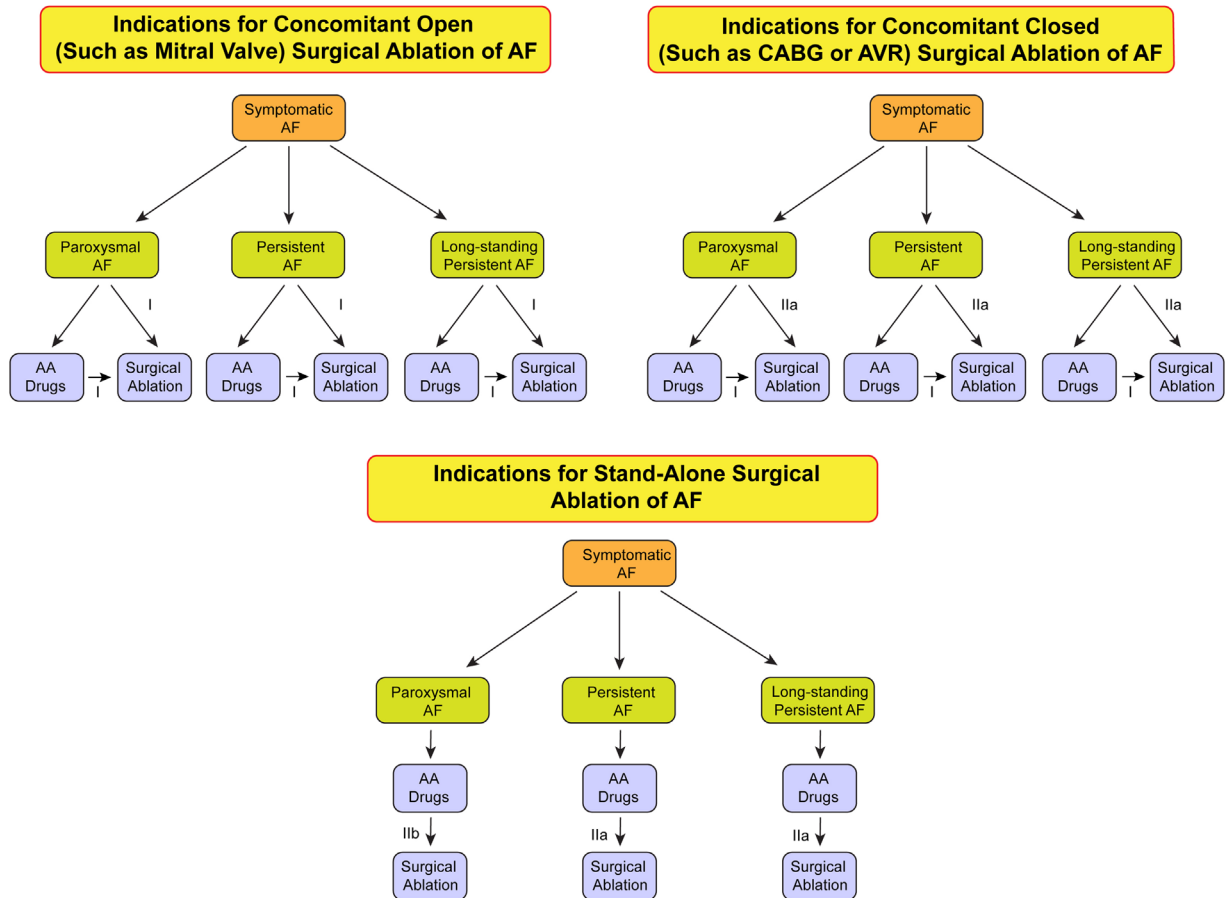 Indications for Concomitant Open
(Such as Mitral Valve) Surgical Ablation of AF
Symptomatic
AF
Paroxysmal
AF
Persistent
AF
Long-standing
Persistent AF
I
I
I
AA
Drugs
I
Surgical
Ablation
AA
Drugs
I
Surgical
Ablation
AA
Drugs
I
Surgical
Ablation
Indications for Concomitant Closed
(Such as CABG or AVR) Surgical Ablation of AF
Symptomatic
AF
Paroxysmal
AF
Persistent
AF
Long-standing
Persistent AF
IIa
IIa
IIa
AA
Drugs
I
Surgical
Ablation
AA
Drugs
I
Surgical
Ablation
AA
Drugs
I
Surgical
Ablation
Indications for Stand-Alone Surgical
Ablation of AF
Symptomatic
AF
Paroxysmal
AF
Persistent
AF
Long-standing
Persistent AF
AA
Drugs
AA
Drugs
AA
Drugs
IIb
IIa
IIa
Surgical
Ablation
Surgical
Ablation
Surgical
Ablation